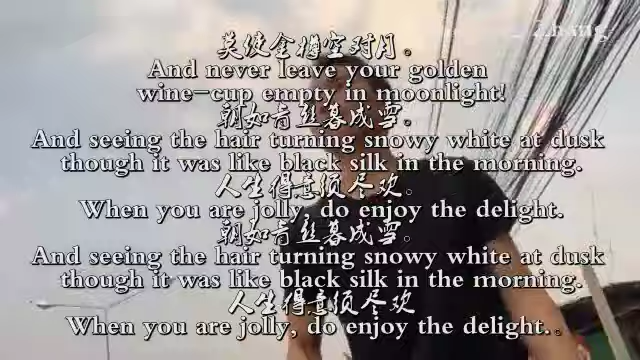 Zhang
莫使金樽空对月。
And never leave your golden
wine-cup empty in moonlight!
朝如青丝暮成雪。
And seeing the hair turning snowy white at dusk
though it was like black silk in the morning.
人生得意须尽欢。
When you are jolly, do enjoy the delight.
朝如青丝暮成雪。
And seeing the hair turning snowy white at dusk
though it was like black silk in the morning.
人生得意须尽欢
When you are jolly, do enjoy the delight.。